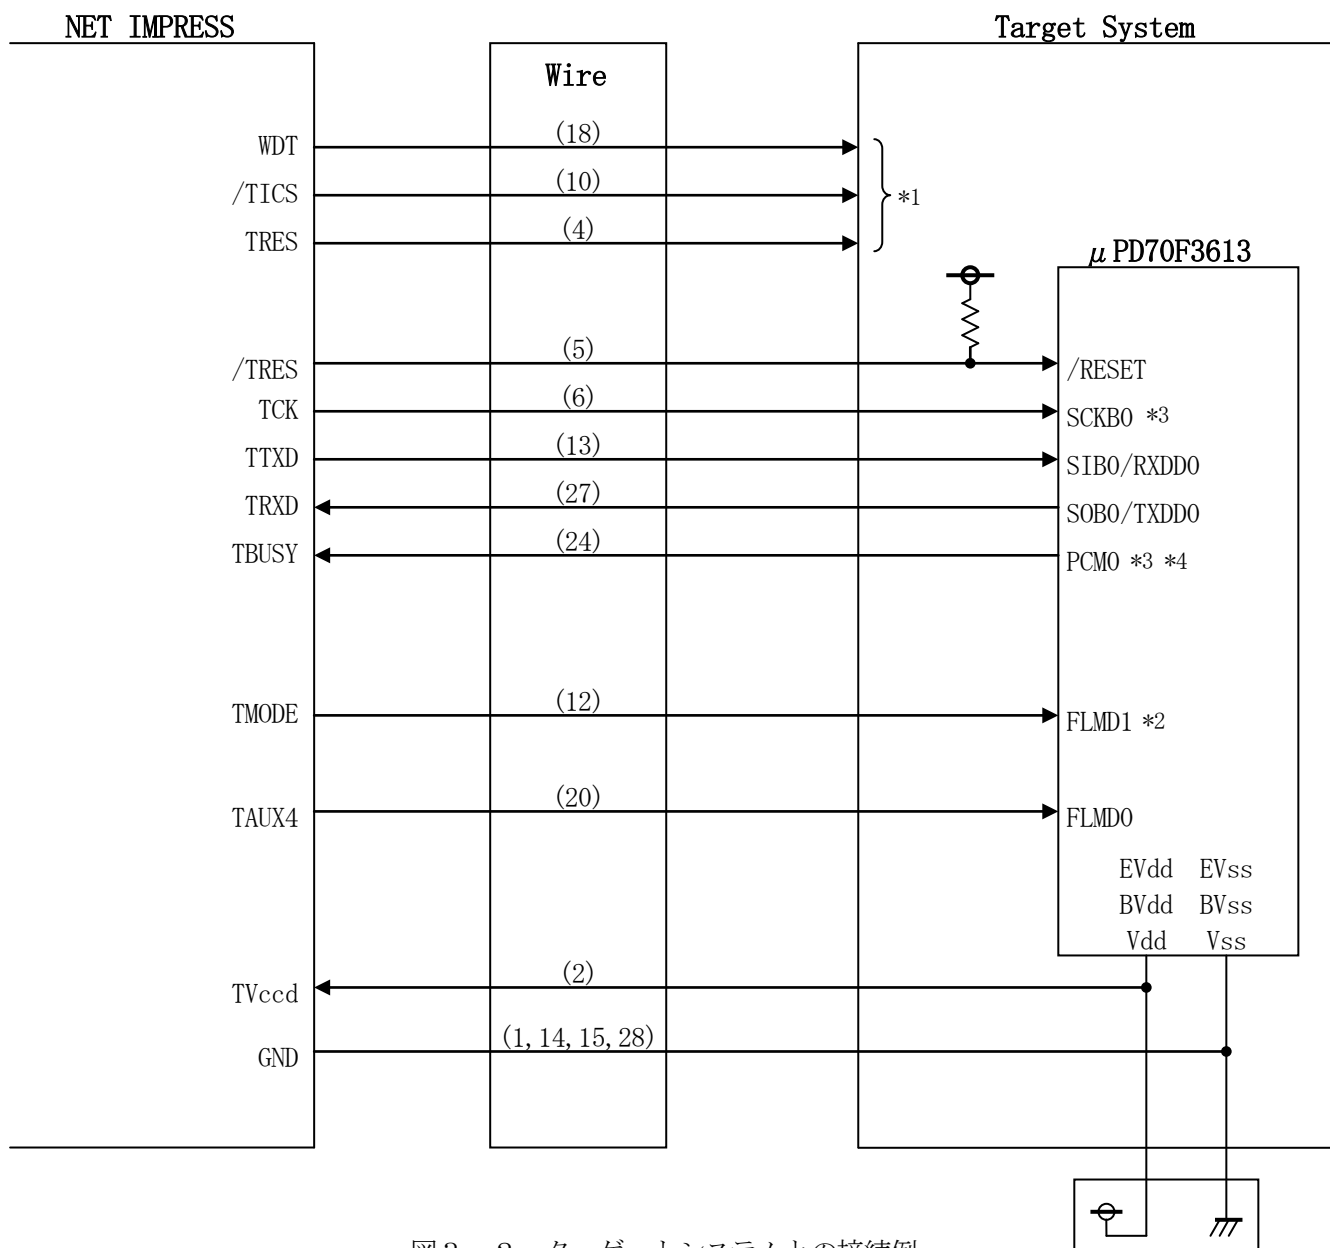 NET IMPRESS
Target System
Wire
WDT (18)
/TICS (10) *1
TRES (4)
μPD70F3613
/TRES (5) /RESET
TCK (6) SCKB0 *3
TTXD (13) SIB0/RXDD0
TRXD (27) SOB0/TXDD0
TBUSY (24) PCM0 *3 *4
TMODE (12) FLMD1 *2
TAUX4 (20) FLMD0
EVdd EVss
BVdd BVss
Vdd Vss
TVccd (2)
GND (1,14,15,28)